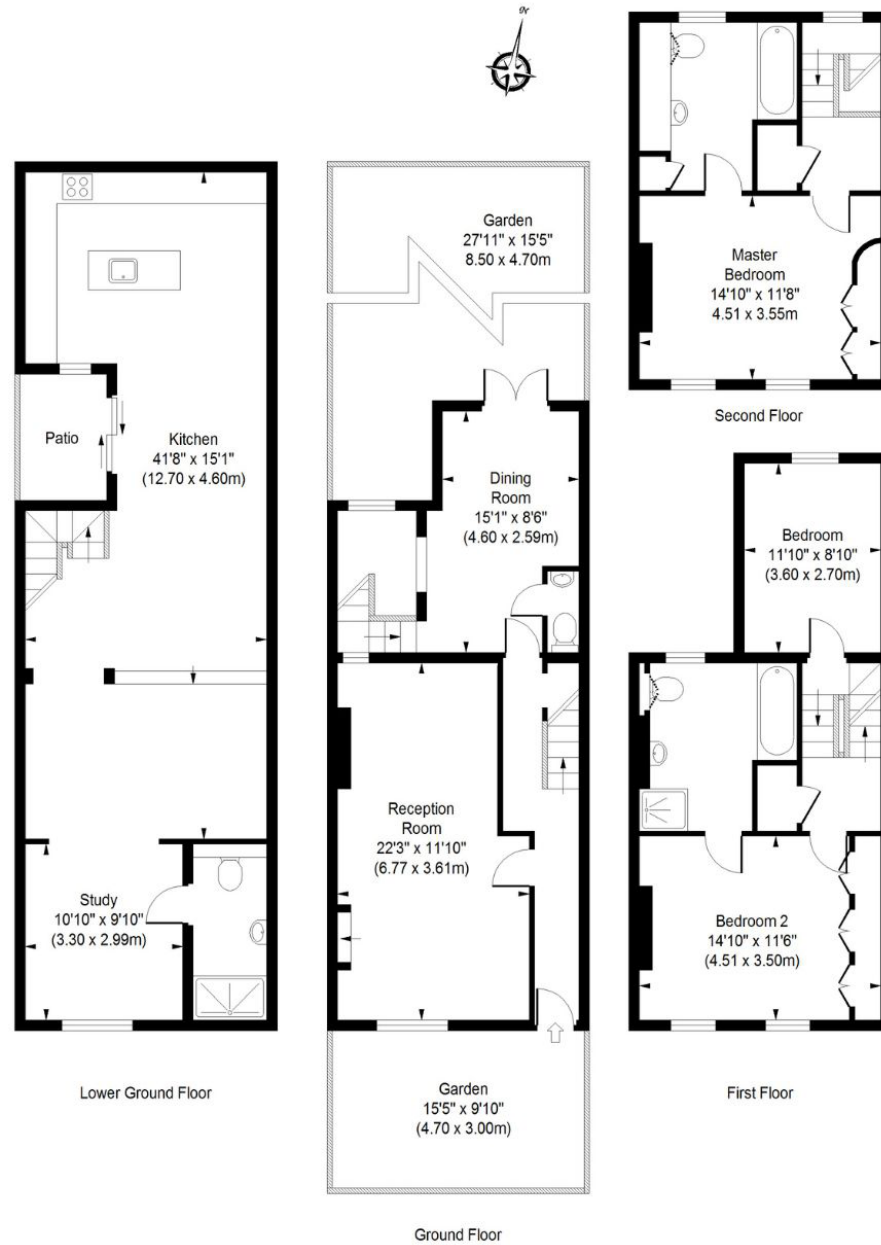 N
Kitchen
41'8" x 15'1"
(12.70 x 4.60m)
Patio
Study
10'10" x 9'10"
(3.30 x 2.99m)
Lower Ground Floor
Garden
27'11" x 15'5"
8.50 x 4.70m
Dining
Room
15'1" x 8'6"
(4.60 x 2.59m)
Reception
Room
22'3" x 11'10"
(6.77 x 3.61m)
Garden
15'5" x 9'10"
(4.70 x 3.00m)
Ground Floor
Master
Bedroom
14'10" x 11'8"
4.51 x 3.55m
Second Floor
Bedroom
11'10" x 8'10"
(3.60 x 2.70m)
Bedroom 2
14'10" x 11'6"
(4.51 x 3.50m)
First Floor